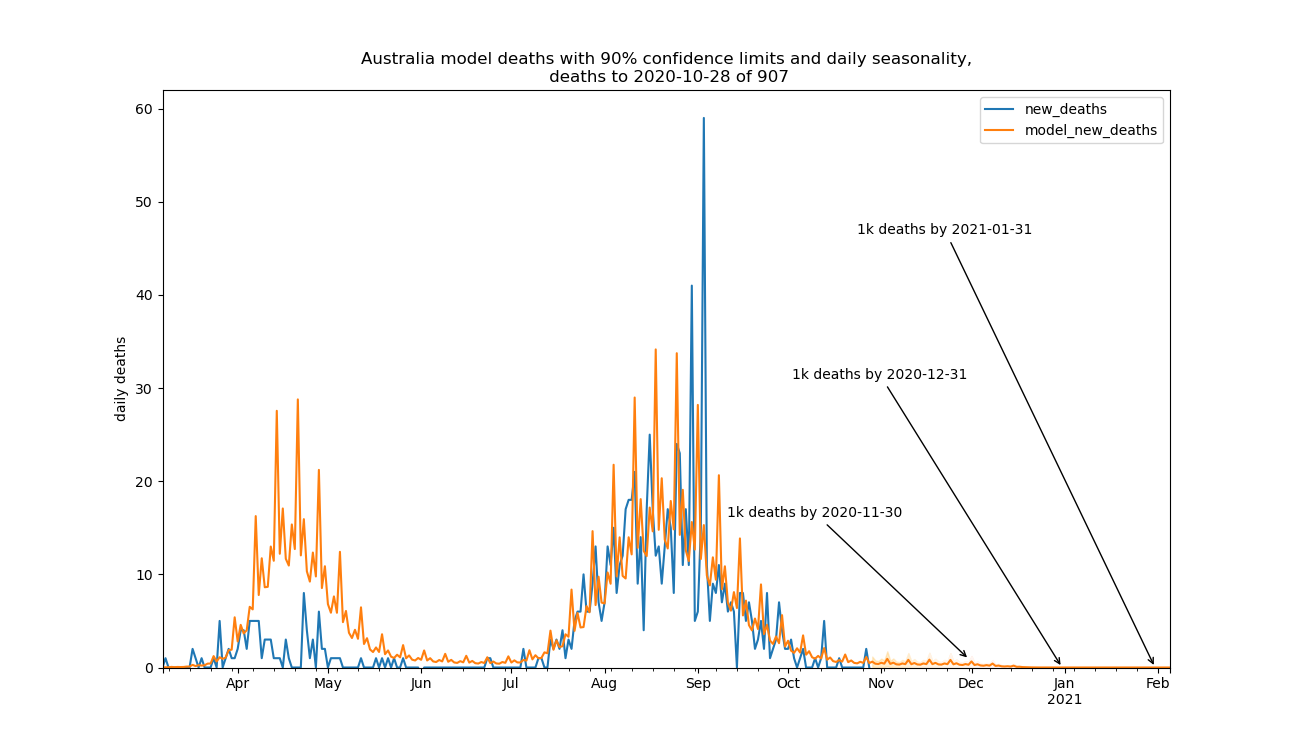 Australia model deaths with 90% confidence limits and daily seasonality,
deaths to 2020-10-28 of 907
new_deaths
model_new_deaths
daily deaths
60
50
40
30
20
10
0
1k deaths by 2021-01-31
1k deaths by 2020-12-31
1k deaths by 2020-11-30
Apr May Jun Jul Aug Sep Oct Nov Dec Jan Feb
2021